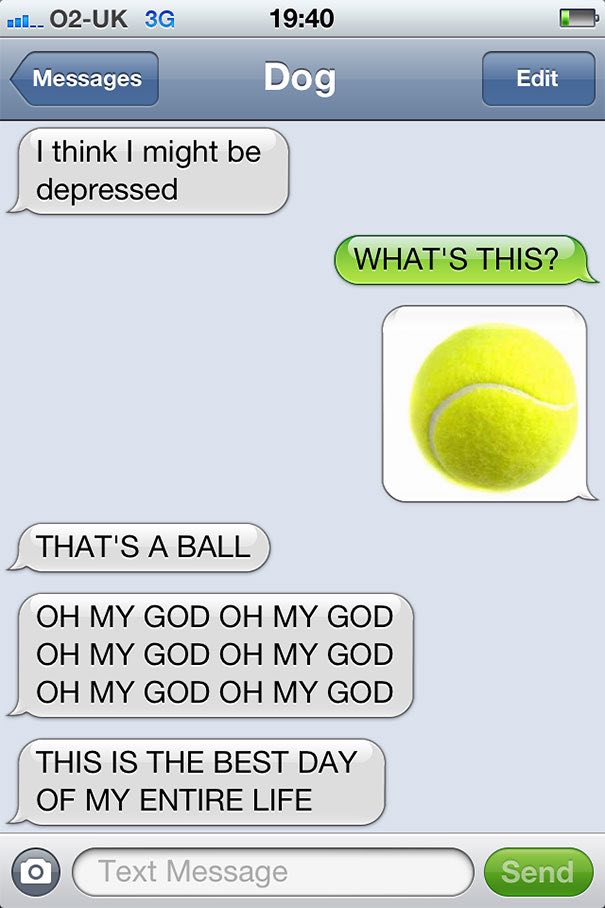 O2-UK 3G 19:40
Messages Dog Edit
I think I might be
depressed
WHAT'S THIS?
THAT'S A BALL
OH MY GOD OH MY GOD
OH MY GOD OH MY GOD
OH MY GOD OH MY GOD
THIS IS THE BEST DAY
OF MY ENTIRE LIFE
Text Message Send